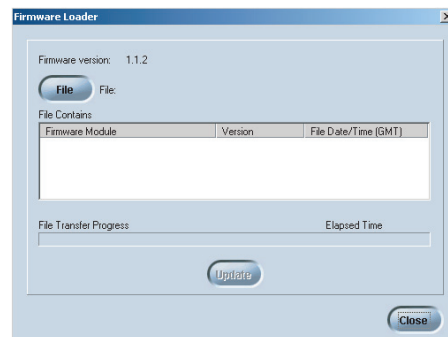 Firmware Loader
Firmware version: 1.1.2
File File:
File Contains
Firmware Module Version File Date/Time (GMT)
File Transfer Progress Elapsed Time
Update
Close